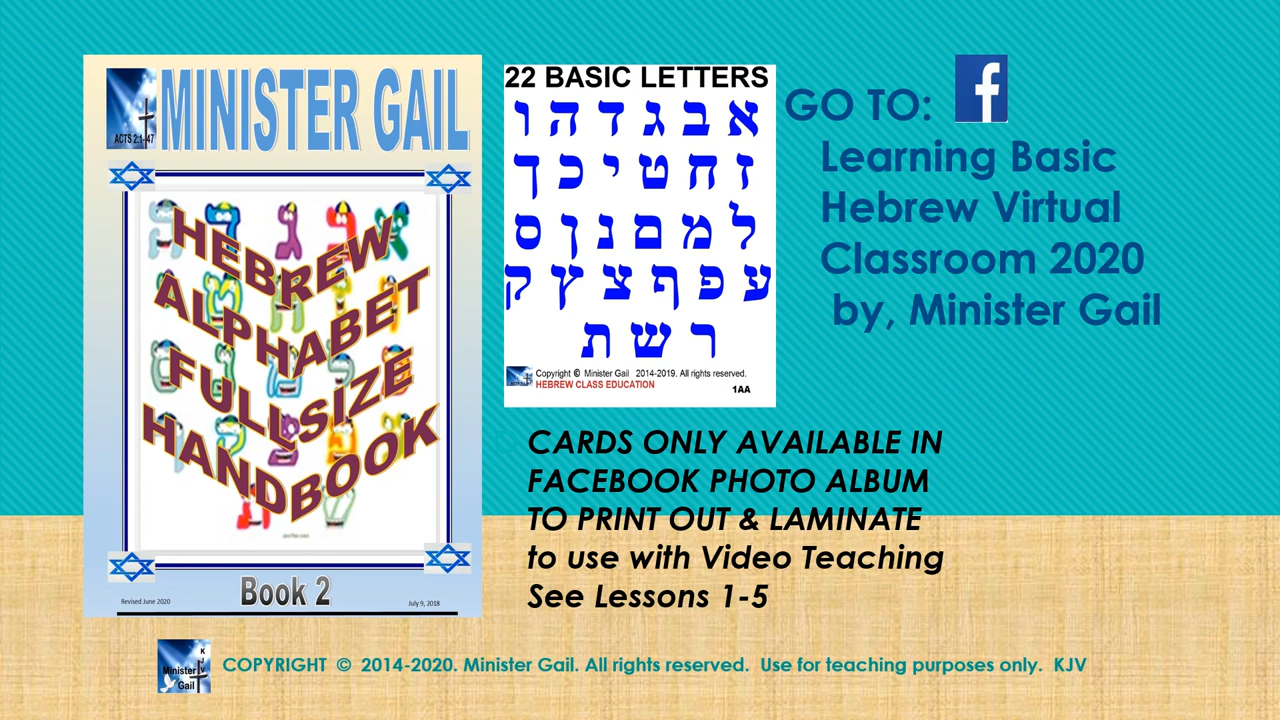 ACTS 2:1-47
MINISTER GAIL
HEBREW
ALPHABET
FULLSIZE
HANDBOOK
Book 2
Revised June 2020
July 9, 2018
22 BASIC LETTERS
א ב ג ד ה ו
ז ח ט י כ ך
ל מ ם נ ן ס
ע פ ף צ ץ ק
ר ש ת
Copyright © Minister Gail 2014-2019. All rights reserved.
HEBREW CLASS EDUCATION
1AA
GO TO: f
Learning Basic
Hebrew Virtual
Classroom 2020
by, Minister Gail
CARDS ONLY AVAILABLE IN
FACEBOOK PHOTO ALBUM
TO PRINT OUT & LAMINATE
to use with Video Teaching
See Lessons 1-5
KJV
Minister
Gail
COPYRIGHT © 2014-2020. Minister Gail. All rights reserved. Use for teaching purposes only. KJV